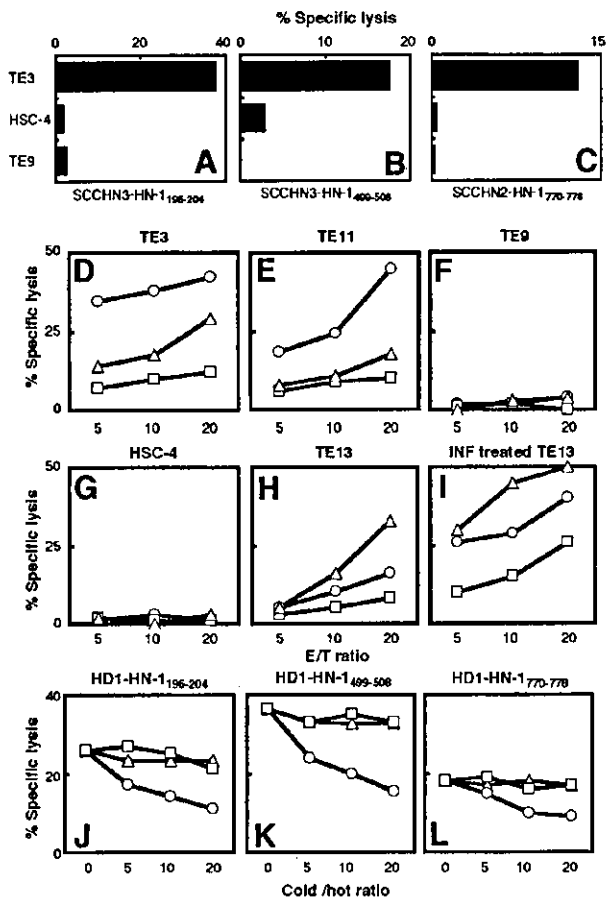 % Specific lysis
0 20 40 0 10 20 0 15
TE3
HSC-4
TE9
A B C
SCCHN3-HN-1196-204 SCCHN3-HN-1499-508 SCCHN2-HN-1770-778
TE3 TE11 TE9
% Specific lysis
50
25
0
D E F
5 10 20 5 10 20 5 10 20
HSC-4 TE13 INF treated TE13
% Specific lysis
50
25
0
G H I
5 10 20 5 10 20 5 10 20
E/T ratio
HD1-HN-1196-204 HD1-HN-1499-508 HD1-HN-1770-778
% Specific lysis
40
20
0
J K L
0 5 10 20 0 5 10 20 0 5 10 20
Cold /hot ratio